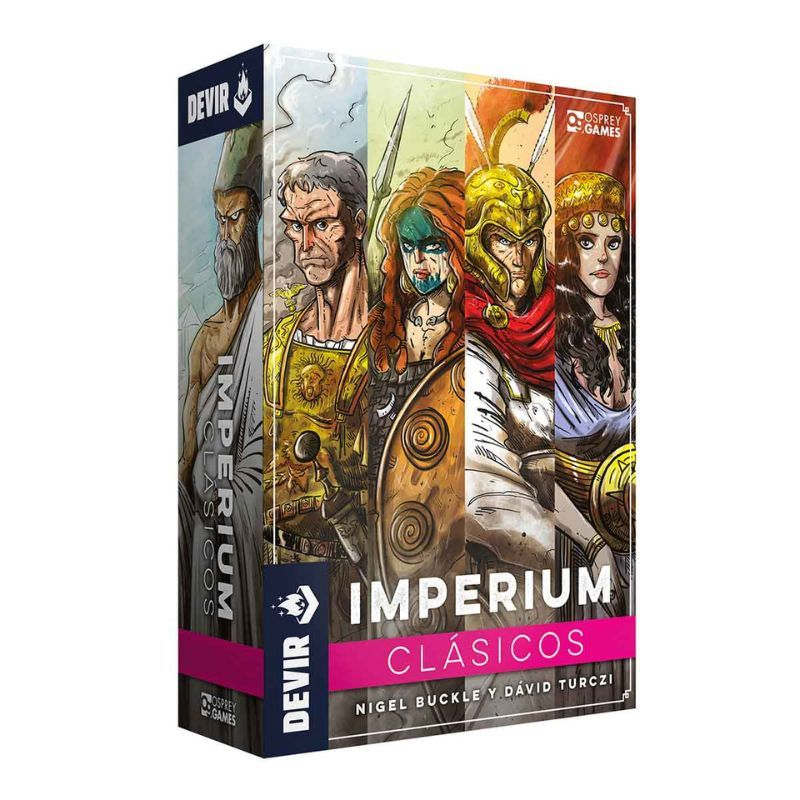 DEVIR
IMPERIUM
CLÁSICOS
OSPREY
GAMES
OSPREY
GAMES
IMPERIUM
CLÁSICOS
NIGEL BUCKLE Y DÁVID TURCZI
DEVIR